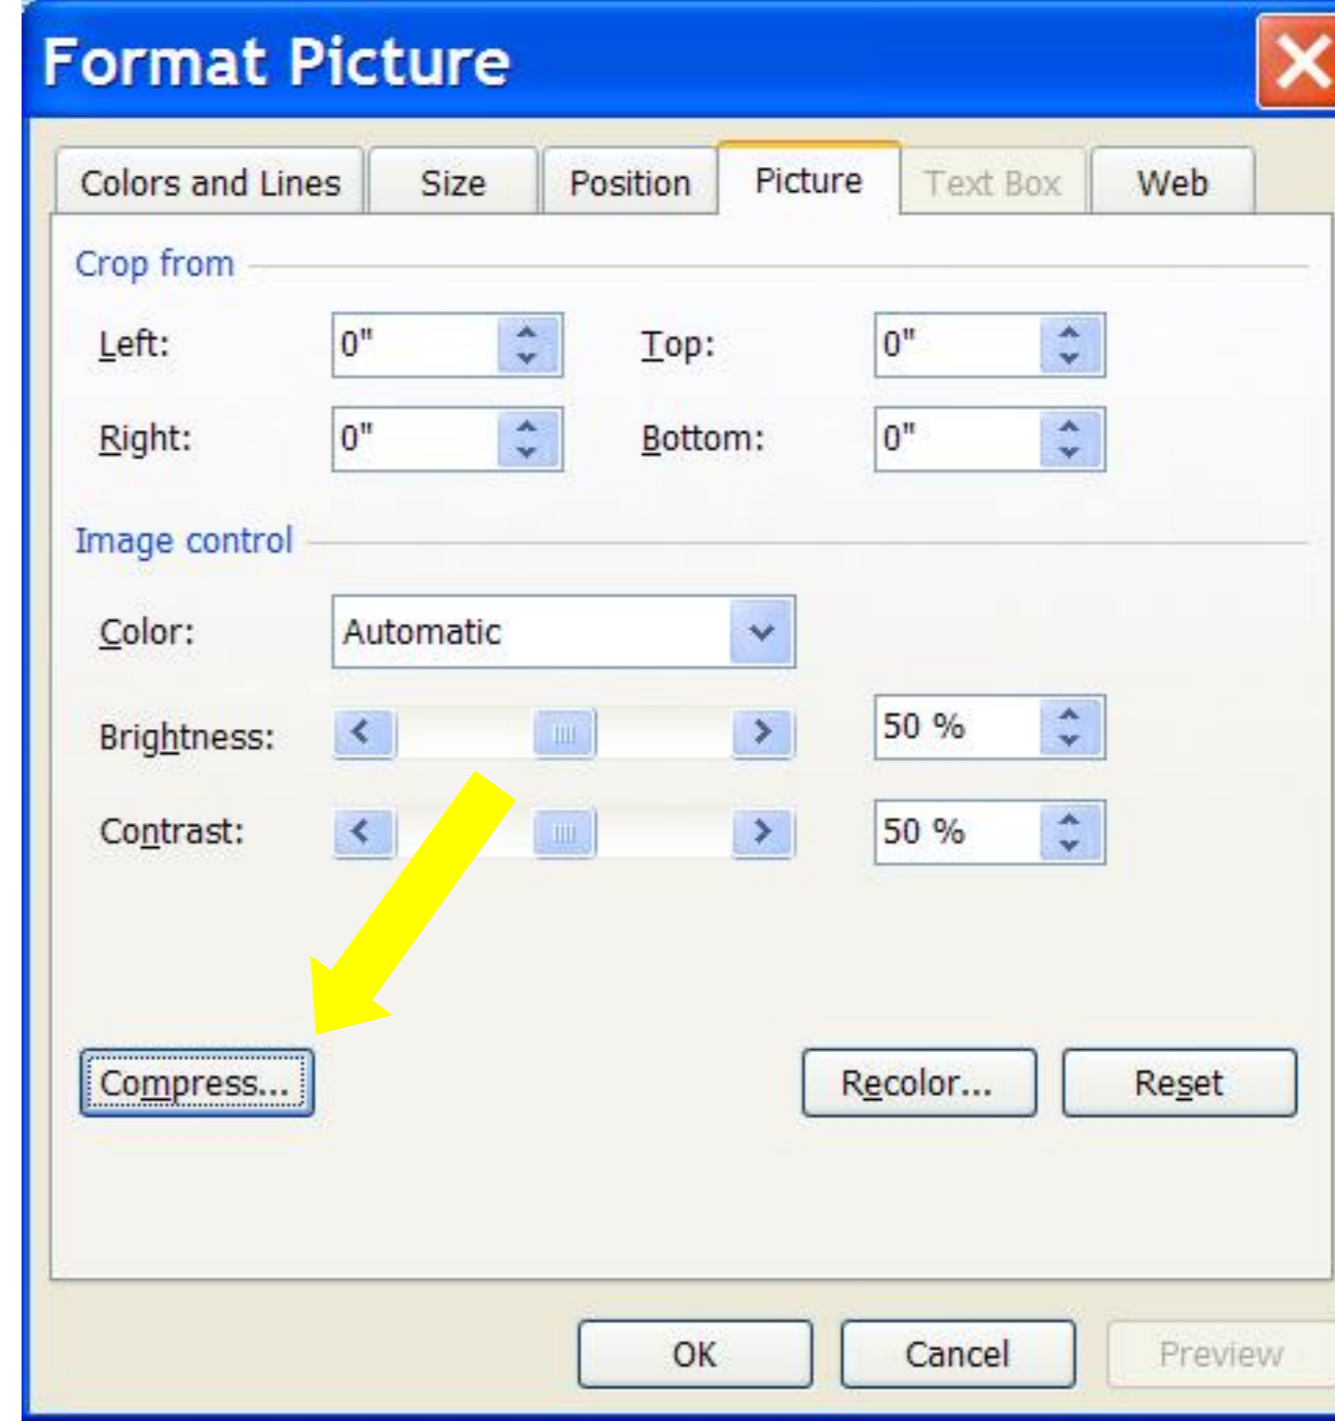 Format Picture
Colors and Lines Size Position Picture Text Box Web
Crop from
Left: 0" Top: 0"
Right: 0" Bottom: 0"
Image control
Color: Automatic
Brightness: 50 %
Contrast: 50 %
Compress... Recolor... Reset
OK Cancel Preview